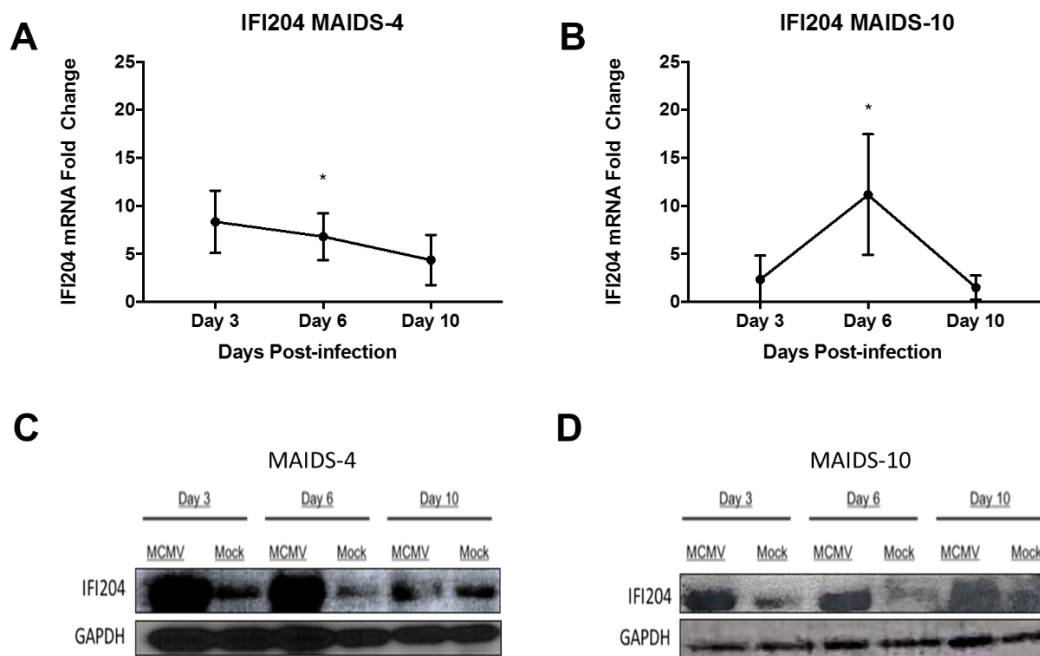 A
IFI204 MAIDS-4
IFI204 mRNA Fold Change
25
20
15
10
5
0
*
Day 3 Day 6 Day 10
Days Post-infection
B
IFI204 MAIDS-10
IFI204 mRNA Fold Change
25
20
15
10
5
0
*
Day 3 Day 6 Day 10
Days Post-infection
C
MAIDS-4
Day 3 Day 6 Day 10
MCMV Mock MCMV Mock MCMV Mock
IFI204
GAPDH
D
MAIDS-10
Day 3 Day 6 Day 10
MCMV Mock MCMV Mock MCMV Mock
IFI204
GAPDH